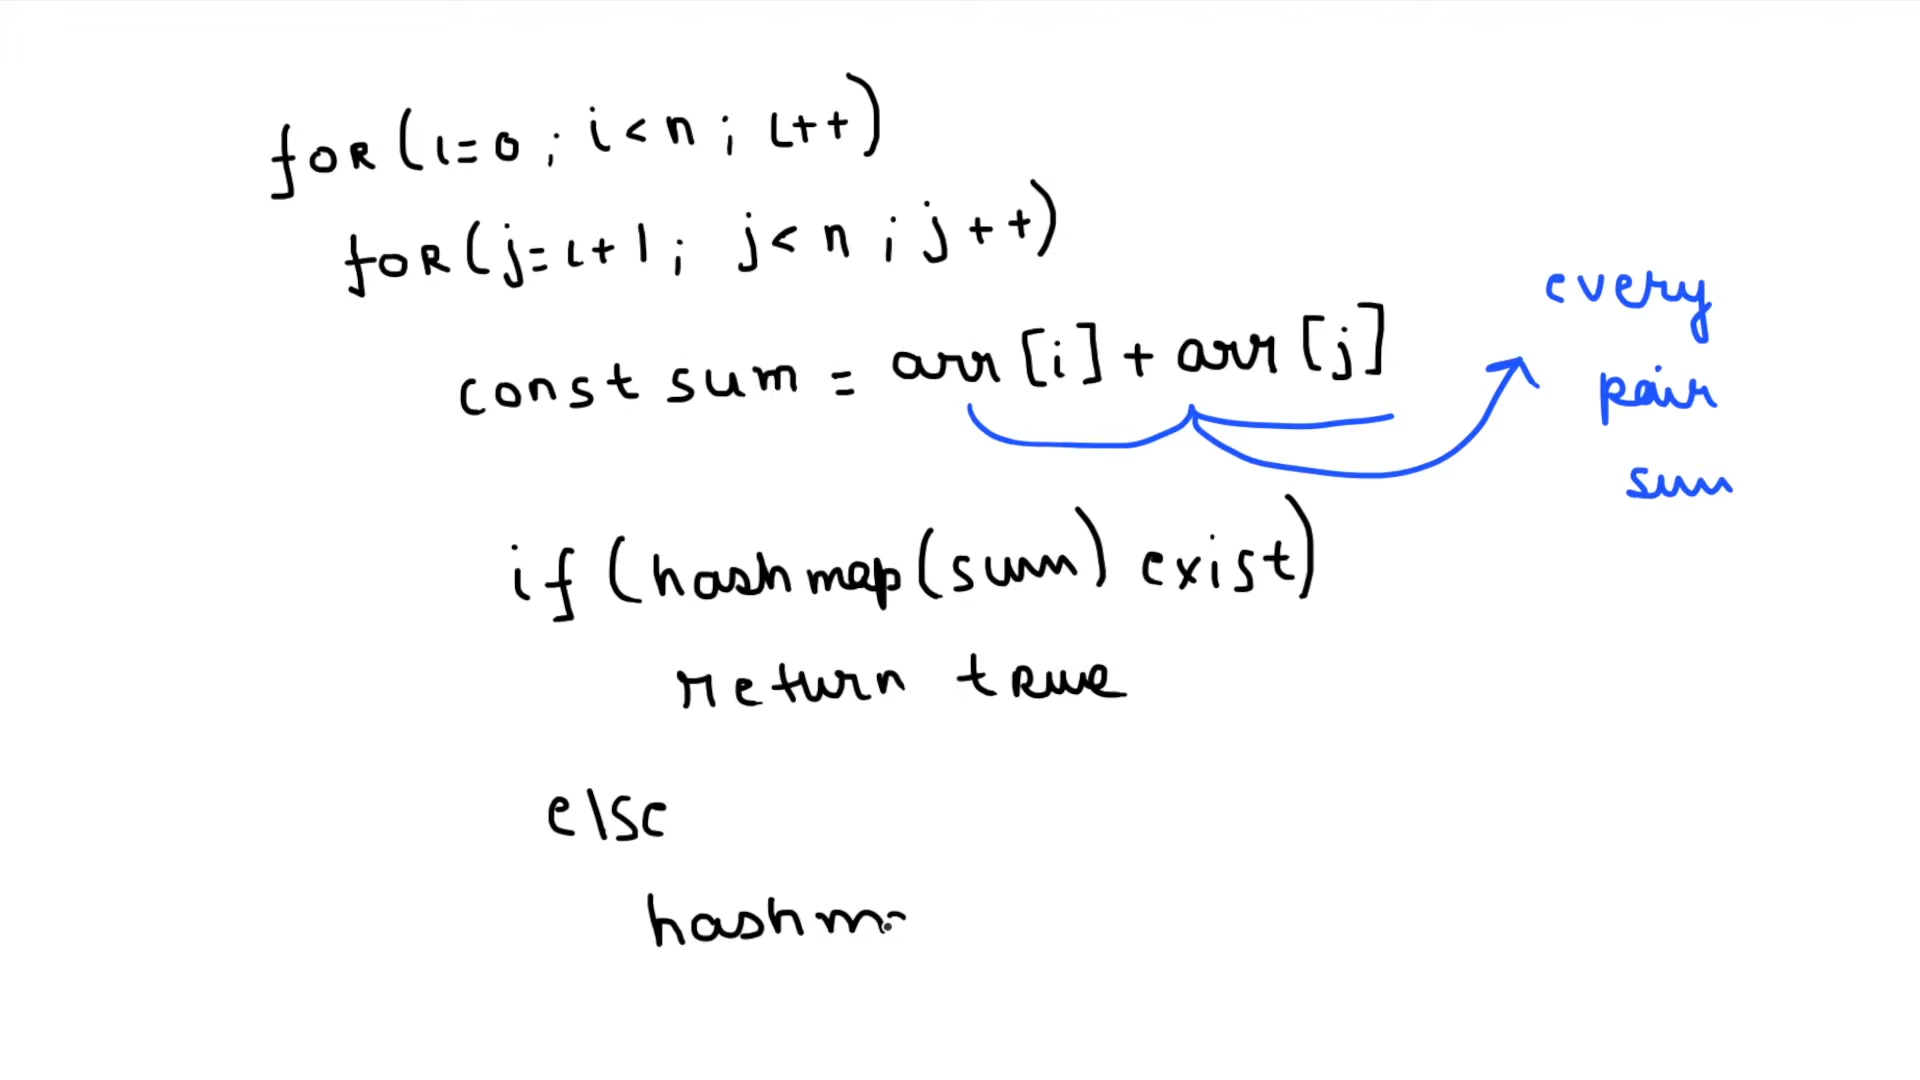 for(i=0; i<n; i++)
for(j=i+1; j<n; j++)
const sum = arr[i] + arr[j]
every
pair
sum
if (hashmap(sum) exist)
return true
else
hashm